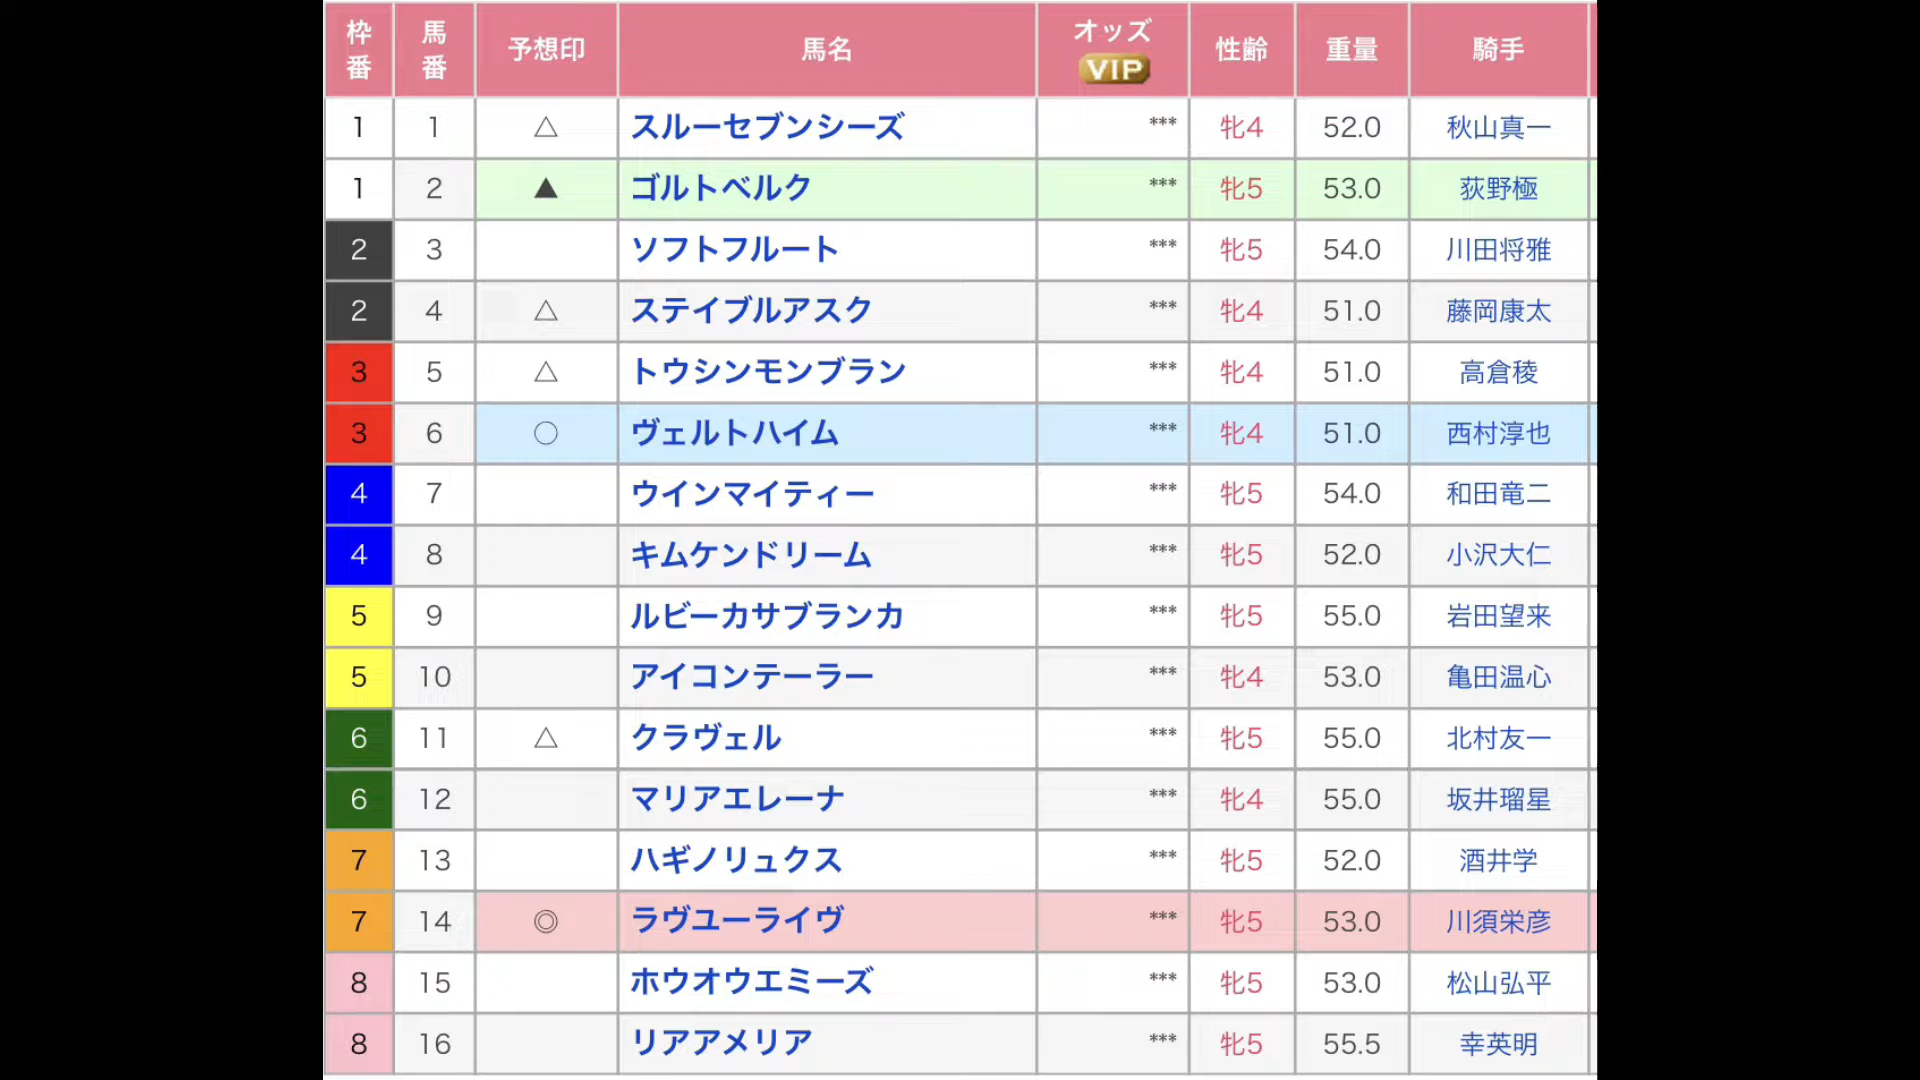 枠番 馬番 予想印 馬名 オッズ VIP 性齢 重量 騎手
1 1 △ スルーセブンシーズ *** 牝4 52.0 秋山真一
1 2 ▲ ゴルトベルク *** 牝5 53.0 荻野極
2 3 ソフトフルート *** 牝5 54.0 川田将雅
2 4 △ ステイブルアスク *** 牝4 51.0 藤岡康太
3 5 △ トウシンモンブラン *** 牝4 51.0 高倉稜
3 6 ○ ヴェルトハイム *** 牝4 51.0 西村淳也
4 7 ウインマイティー *** 牝5 54.0 和田竜二
4 8 キムケンドリーム *** 牝5 52.0 小沢大仁
5 9 ルビーカサブランカ *** 牝5 55.0 岩田望来
5 10 アイコンテーラー *** 牝4 53.0 亀田温心
6 11 △ クラヴェル *** 牝5 55.0 北村友一
6 12 マリアエレーナ *** 牝4 55.0 坂井瑠星
7 13 ハギノリュクス *** 牝5 52.0 酒井学
7 14 ◎ ラヴユーライヴ *** 牝5 53.0 川須栄彦
8 15 ホウオウエミーズ *** 牝5 53.0 松山弘平
8 16 リアアメリア *** 牝5 55.5 幸英明